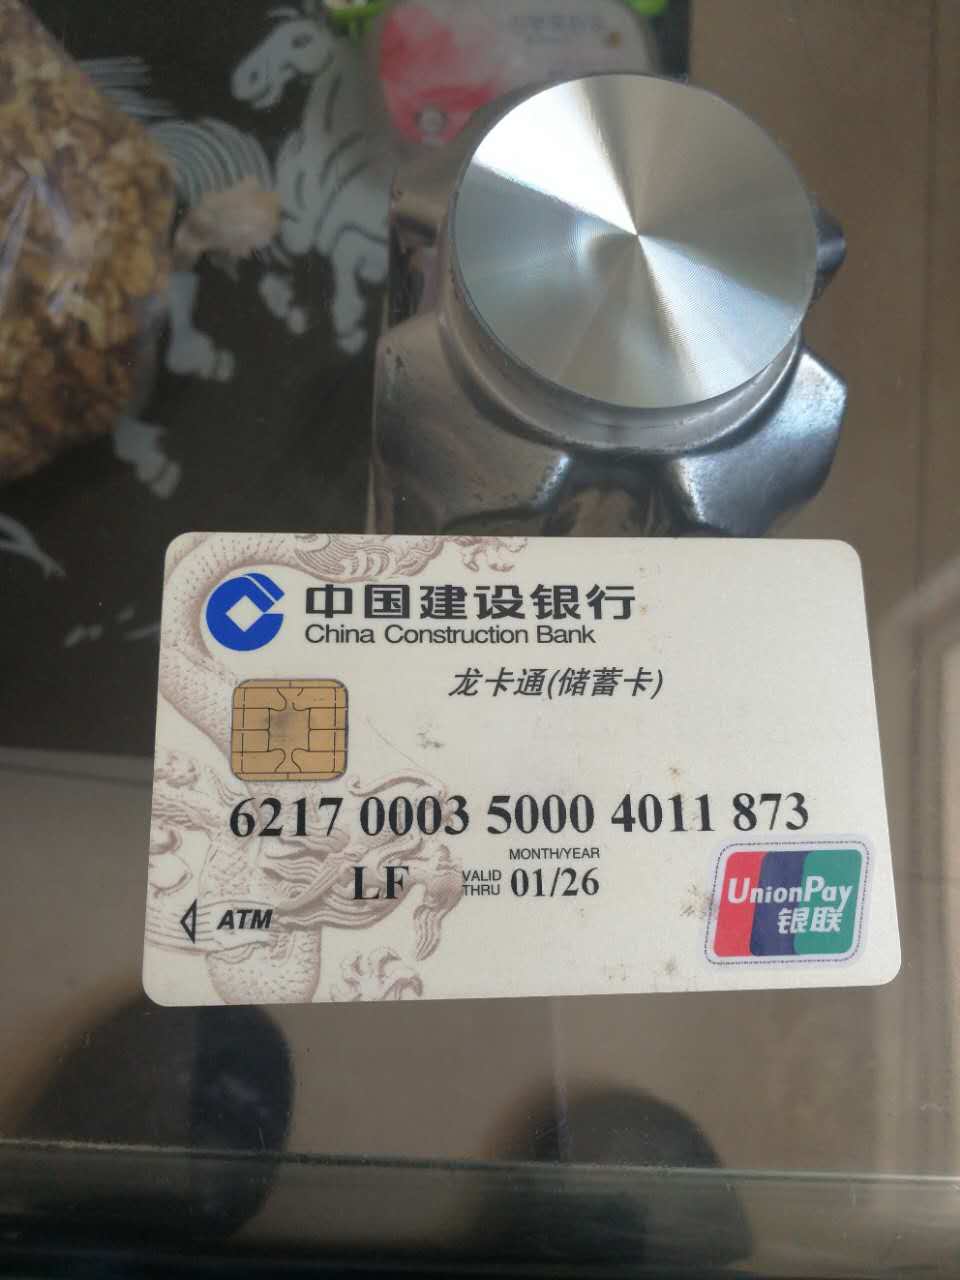 中国建设银行
China Construction Bank
龙卡通(储蓄卡)
6217 0003 5000 4011 873
MONTH/YEAR
LF VALID THRU 01/26
ATM
UnionPay
银联